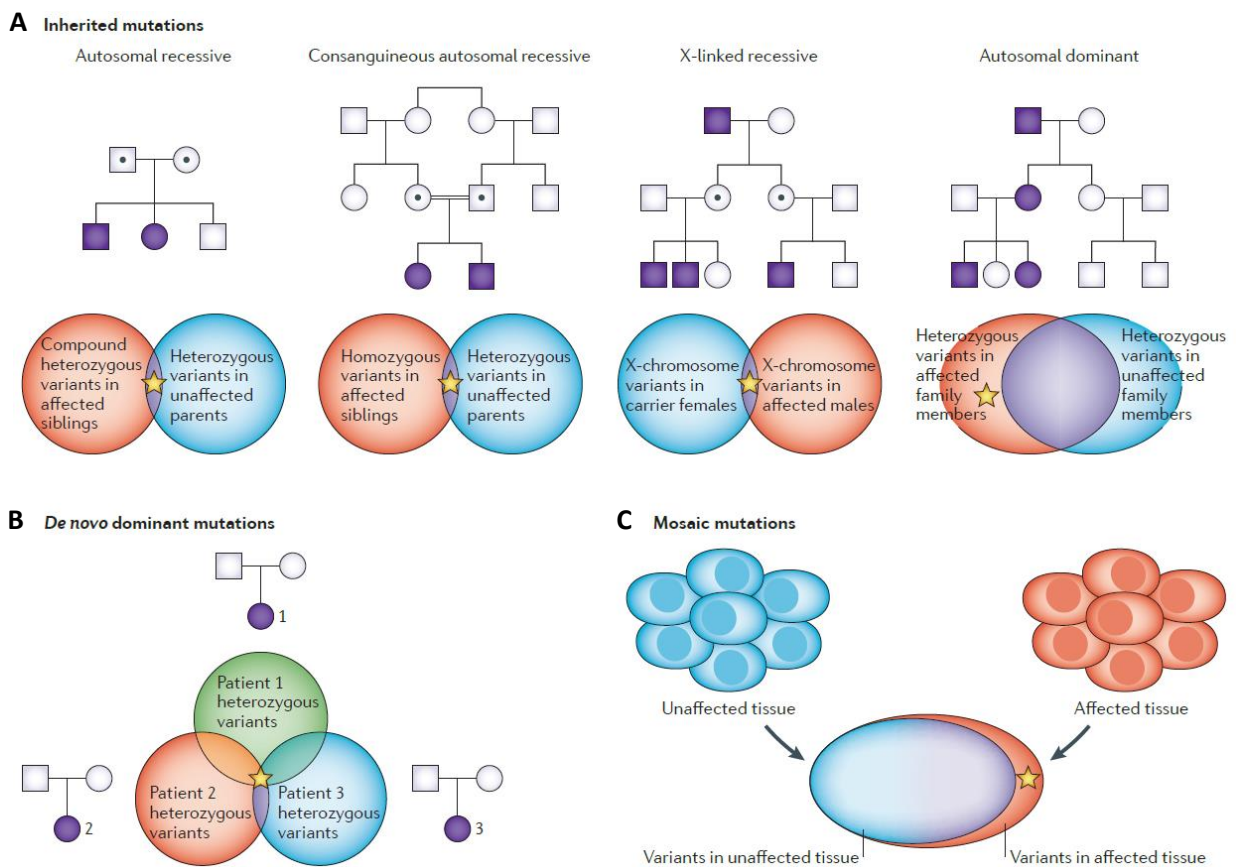 A Inherited mutations
Autosomal recessive
Consanguineous autosomal recessive
X-linked recessive
Autosomal dominant
Compound
heterozygous
variants in
affected
siblings
Heterozygous
variants in
unaffected
parents
Homozygous
variants in
affected
siblings
Heterozygous
variants in
unaffected
parents
X-chromosome
variants in
carrier females
X-chromosome
variants in
affected males
Heterozygous
variants in
affected
family
members
Heterozygous
variants in
unaffected
family
members
B De novo dominant mutations
1
Patient 1
heterozygous
variants
Patient 2
heterozygous
variants
Patient 3
heterozygous
variants
2
3
C Mosaic mutations
Unaffected tissue
Affected tissue
Variants in unaffected tissue
Variants in affected tissue